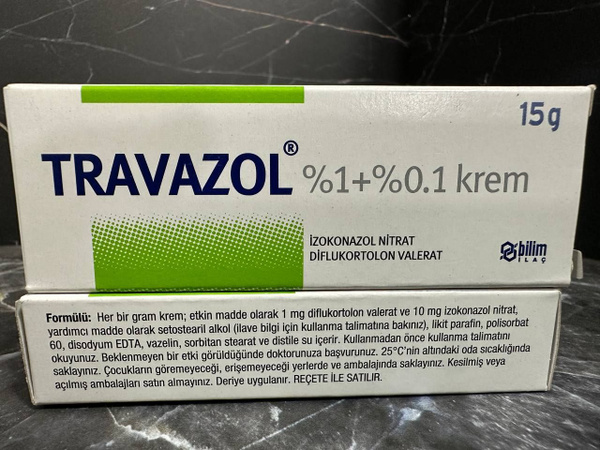 15 g
TRAVAZOL® %1+%0.1 krem
İZOKONAZOL NİTRAT
DİFLUKORTOLON VALERAT
bilim
İLAÇ
Formülü: Her bir gram krem; etkin madde olarak 1 mg diflukortolon valerat ve 10 mg izokonazol nitrat,
yardımcı madde olarak setostearil alkol (ilave bilgi için kullanma talimatına bakınız), likit parafin, polisorbat
60, disodyum EDTA, vazelin, sorbitan stearat ve distile su içerir. Kullanmadan önce kullanma talimatını
okuyunuz. Beklenmeyen bir etki görüldüğünde doktorunuza başvurunuz. 25°C'nin altındaki oda sıcaklığında
saklayınız. Çocukların göremeyeceği, erişemeyeceği yerlerde ve ambalajında saklayınız. Kesilmiş veya
açılmış ambalajları satın almayınız. Deriye uygulanır. REÇETE İLE SATILIR.